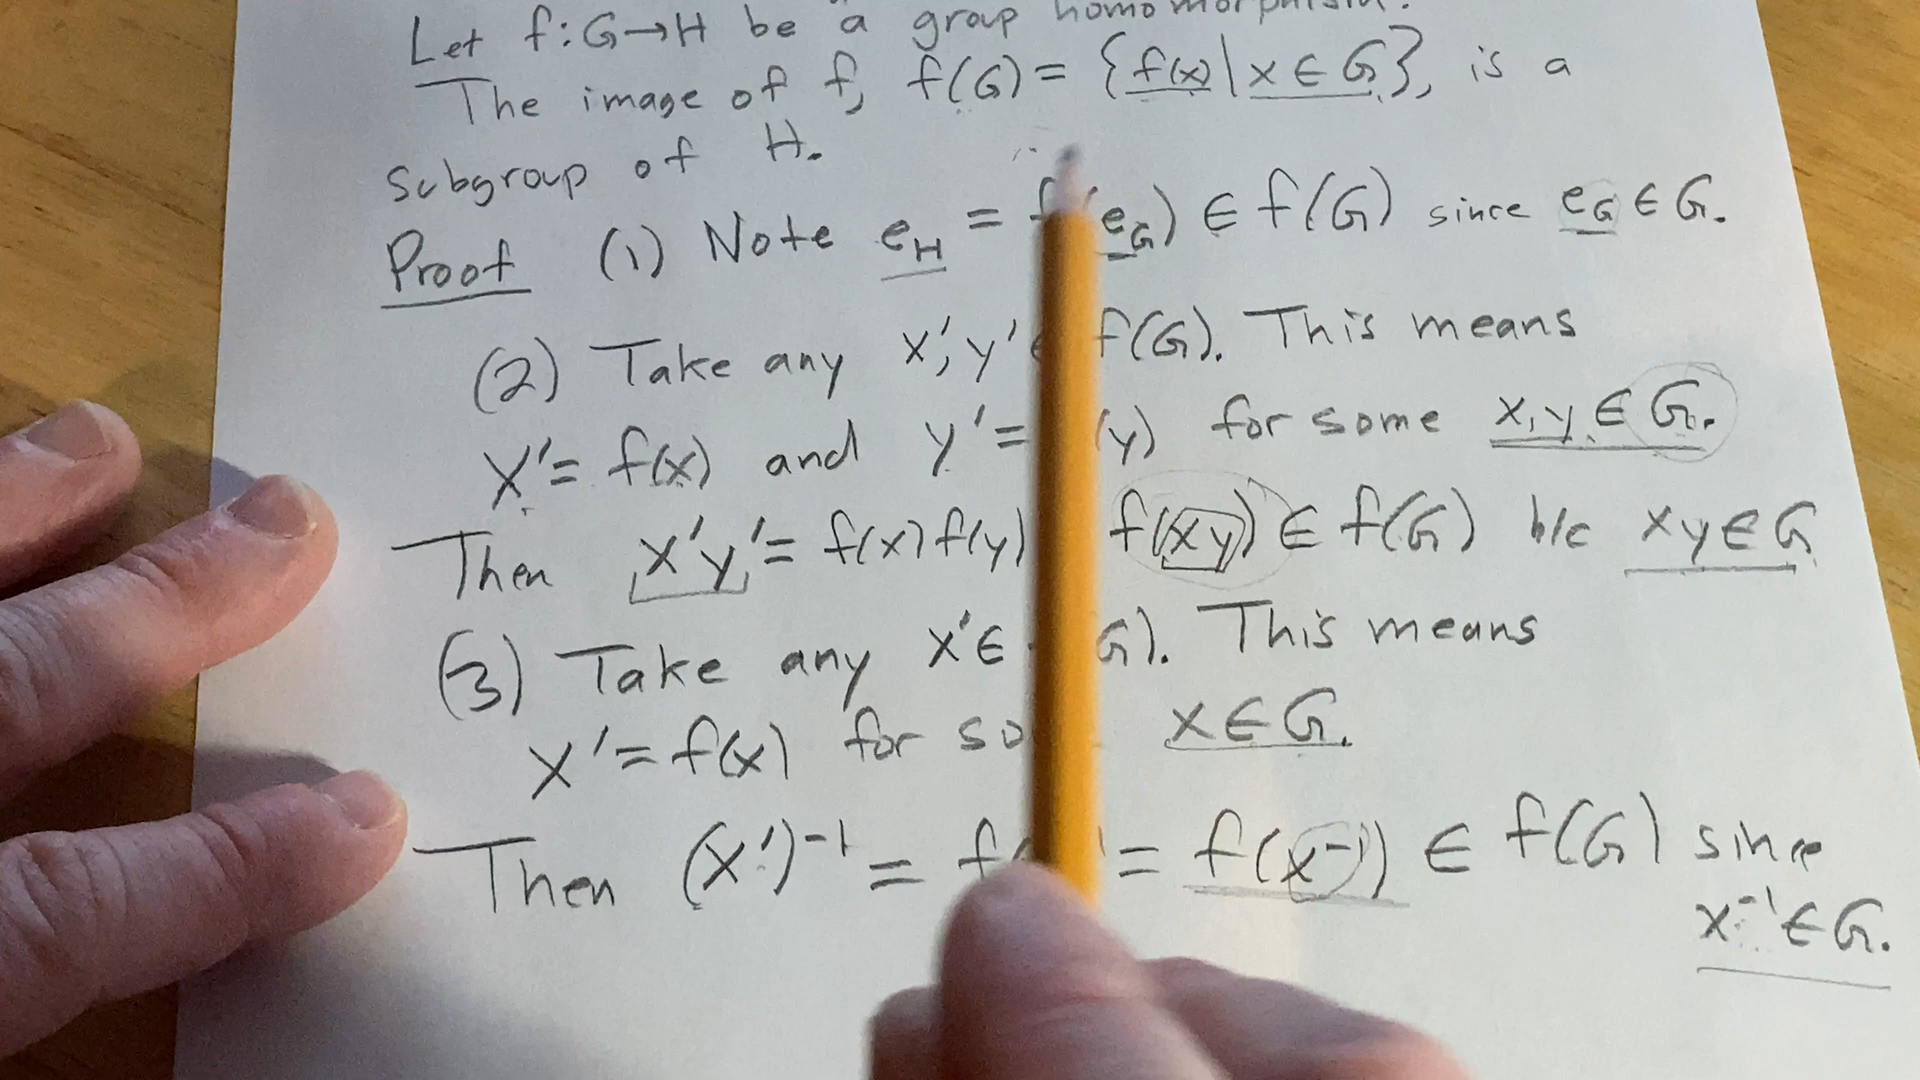 Let f:G→H be a group homomorphism.
The image of f, f(G) = {f(x) | x ∈ G}, is a
subgroup of H.
Proof (1) Note e_H = f(e_G) ∈ f(G) since e_G ∈ G.
(2) Take any x', y' ∈ f(G). This means
x' = f(x) and y' = (y) for some x, y ∈ G.
Then x'y' = f(x)f(y) f(xy) ∈ f(G) b/c xy ∈ G
(3) Take any x' ∈ G). This means
x' = f(x) for so x ∈ G.
Then (x')⁻¹ = f( = f(x⁻¹) ∈ f(G) since
x⁻¹ ∈ G.